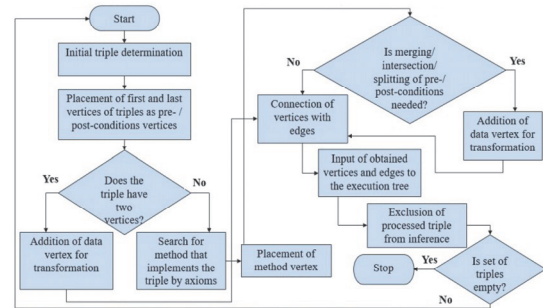 Start
Initial triple determination
Placement of first and last
vertices of triples as pre- /
post-conditions vertices
Does the
triple have
two
vertices?
Yes
No
Addition of data
vertex for
transformation
Search for
method that
implements the
triple by axioms
Placement of
method vertex
Is merging/
intersection/
splitting of pre-/
post-conditions
needed?
No
Yes
Connection of
vertices with
edges
Addition of
data vertex for
transformation
Input of obtained
vertices and edges to
the execution tree
Exclusion of
processed triple
from inference
Is set of
triples
empty?
Yes
Stop
No